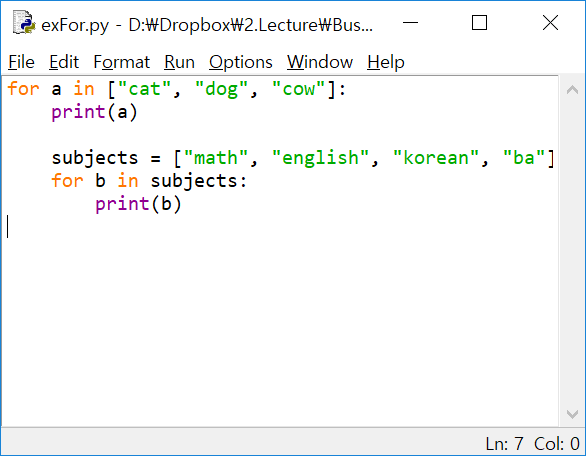 exFor.py - D:₩Dropbox₩2.Lecture₩Bus...
File Edit Format Run Options Window Help
for a in ["cat", "dog", "cow"]:
    print(a)
    subjects = ["math", "english", "korean", "ba"]
    for b in subjects:
        print(b)
Ln: 7 Col: 0